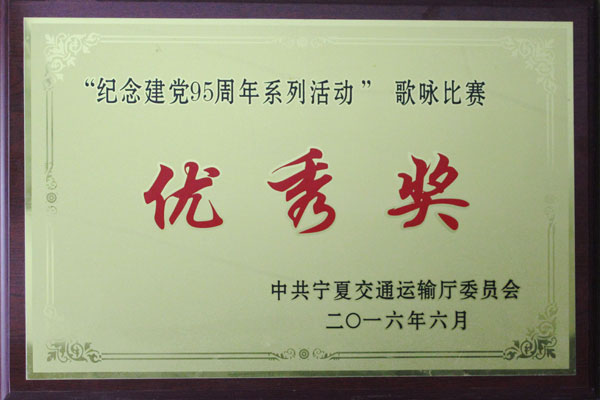 “纪念建党95周年系列活动” 歌咏比赛
优秀奖
中共宁夏交通运输厅委员会
二〇一六年六月